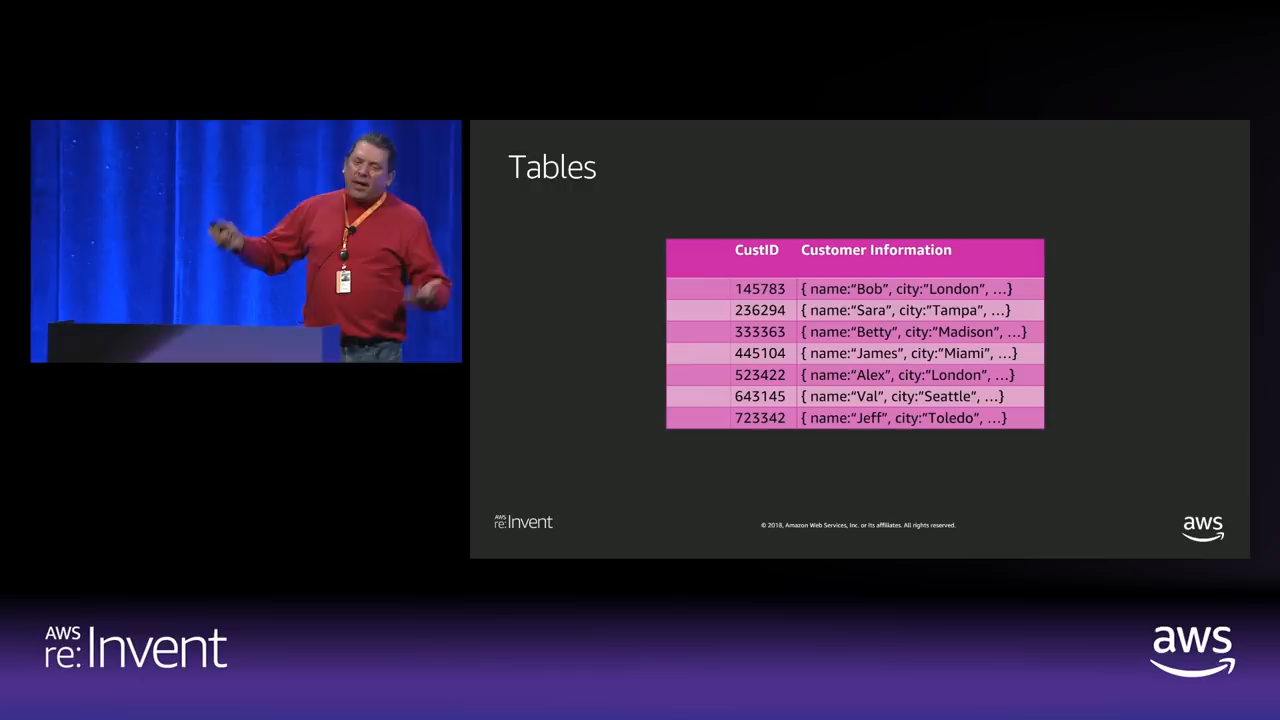 Tables
CustID Customer Information
145783 { name:“Bob”, city:“London”, …}
236294 { name:“Sara”, city:“Tampa”, …}
333363 { name:“Betty”, city:“Madison”, …}
445104 { name:“James”, city:“Miami”, …}
523422 { name:“Alex”, city:“London”, …}
643145 { name:“Val”, city:“Seattle”, …}
723342 { name:“Jeff”, city:“Toledo”, …}
AWS
re:Invent
© 2018, Amazon Web Services, Inc. or its affiliates. All rights reserved.
aws
AWS
re:Invent
aws